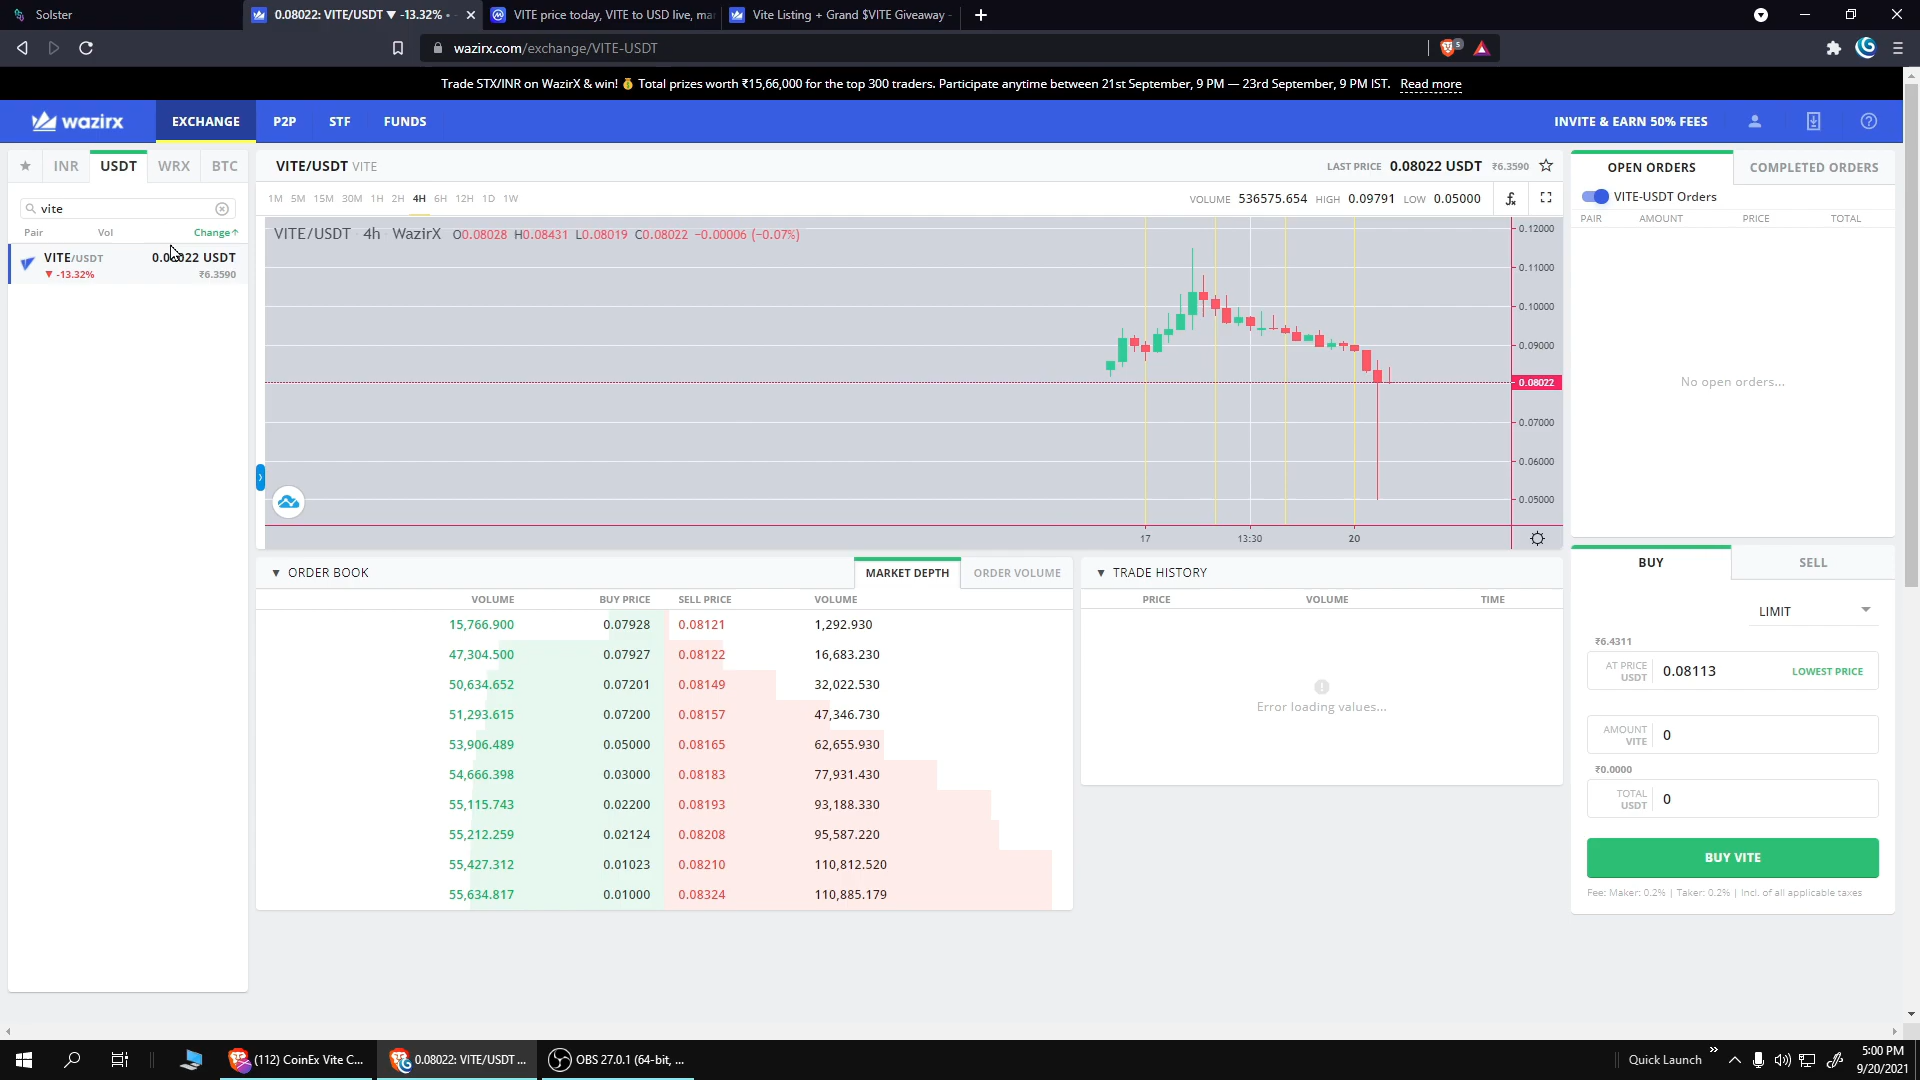 Solster
0.08022: VITE/USDT ▼ -13.32% •
VITE price today, VITE to USD live, mar
Vite Listing + Grand $VITE Giveaway -
wazirx.com/exchange/VITE-USDT
5
Trade STX/INR on WazirX & win! 💰 Total prizes worth ₹15,66,000 for the top 300 traders. Participate anytime between 21st September, 9 PM — 23rd September, 9 PM IST. Read more
wazirx EXCHANGE P2P STF FUNDS INVITE & EARN 50% FEES
★ INR USDT WRX BTC
vite
Pair Vol Change↑
VITE/USDT 0.08022 USDT
▼ -13.32% ₹6.3590
VITE/USDT VITE LAST PRICE 0.08022 USDT ₹6.3590
1M 5M 15M 30M 1H 2H 4H 6H 12H 1D 1W
VOLUME 536575.654 HIGH 0.09791 LOW 0.05000
VITE/USDT 4h WazirX O0.08028 H0.08431 L0.08019 C0.08022 -0.00006 (-0.07%)
0.12000
0.11000
0.10000
0.09000
0.08022
0.07000
0.06000
0.05000
17 13:30 20
▼ ORDER BOOK MARKET DEPTH ORDER VOLUME
VOLUME BUY PRICE SELL PRICE VOLUME
15,766.900 0.07928 0.08121 1,292.930
47,304.500 0.07927 0.08122 16,683.230
50,634.652 0.07201 0.08149 32,022.530
51,293.615 0.07200 0.08157 47,346.730
53,906.489 0.05000 0.08165 62,655.930
54,666.398 0.03000 0.08183 77,931.430
55,115.743 0.02200 0.08193 93,188.330
55,212.259 0.02124 0.08208 95,587.220
55,427.312 0.01023 0.08210 110,812.520
55,634.817 0.01000 0.08324 110,885.179
▼ TRADE HISTORY
PRICE VOLUME TIME
Error loading values...
OPEN ORDERS COMPLETED ORDERS
VITE-USDT Orders
PAIR AMOUNT PRICE TOTAL
No open orders...
BUY SELL
LIMIT
₹6.4311
AT PRICE USDT 0.08113 LOWEST PRICE
AMOUNT VITE 0
₹0.0000
TOTAL USDT 0
BUY VITE
Fee: Maker: 0.2% | Taker: 0.2% | Incl. of all applicable taxes
(112) CoinEx Vite C...
0.08022: VITE/USDT ...
OBS 27.0.1 (64-bit, ...
Quick Launch »
5:00 PM
9/20/2021